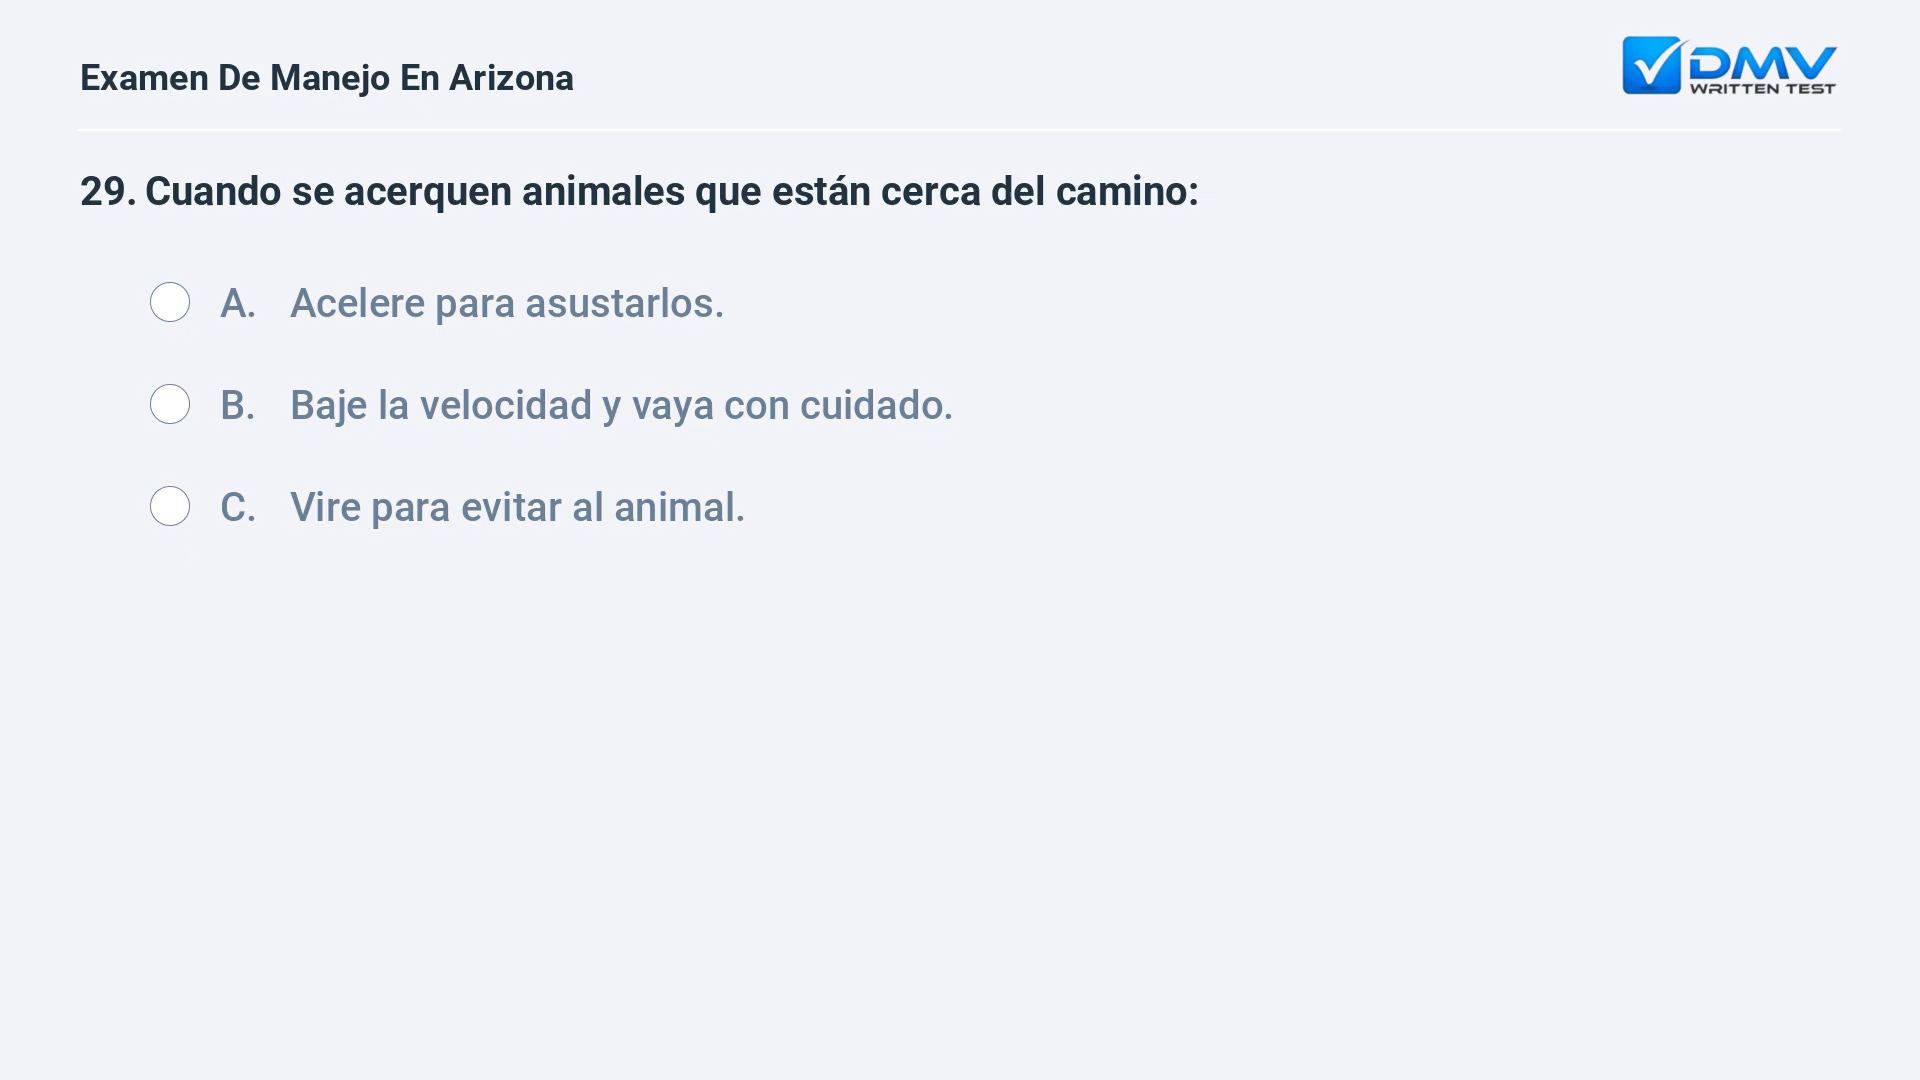 Examen De Manejo En Arizona
DMV
WRITTEN TEST
29. Cuando se acerquen animales que están cerca del camino:
A. Acelere para asustarlos.
B. Baje la velocidad y vaya con cuidado.
C. Vire para evitar al animal.